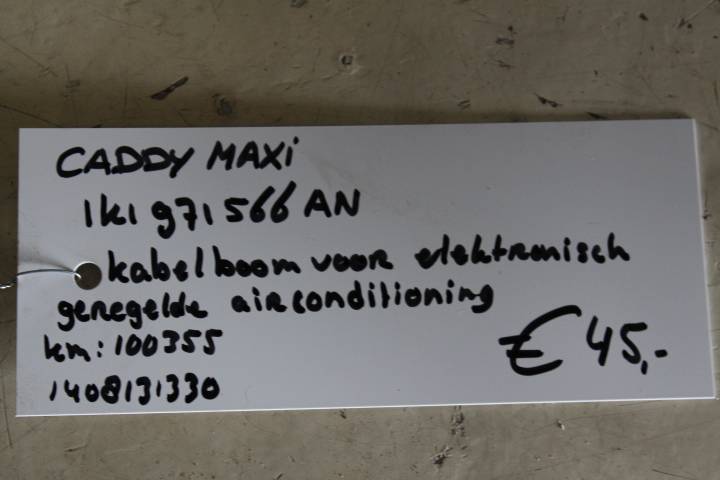 CADDY MAXi
1K1 971 566 AN
kabelboom voor elektronisch
geregelde airconditioning
km: 100355
€ 45,-
1408131330